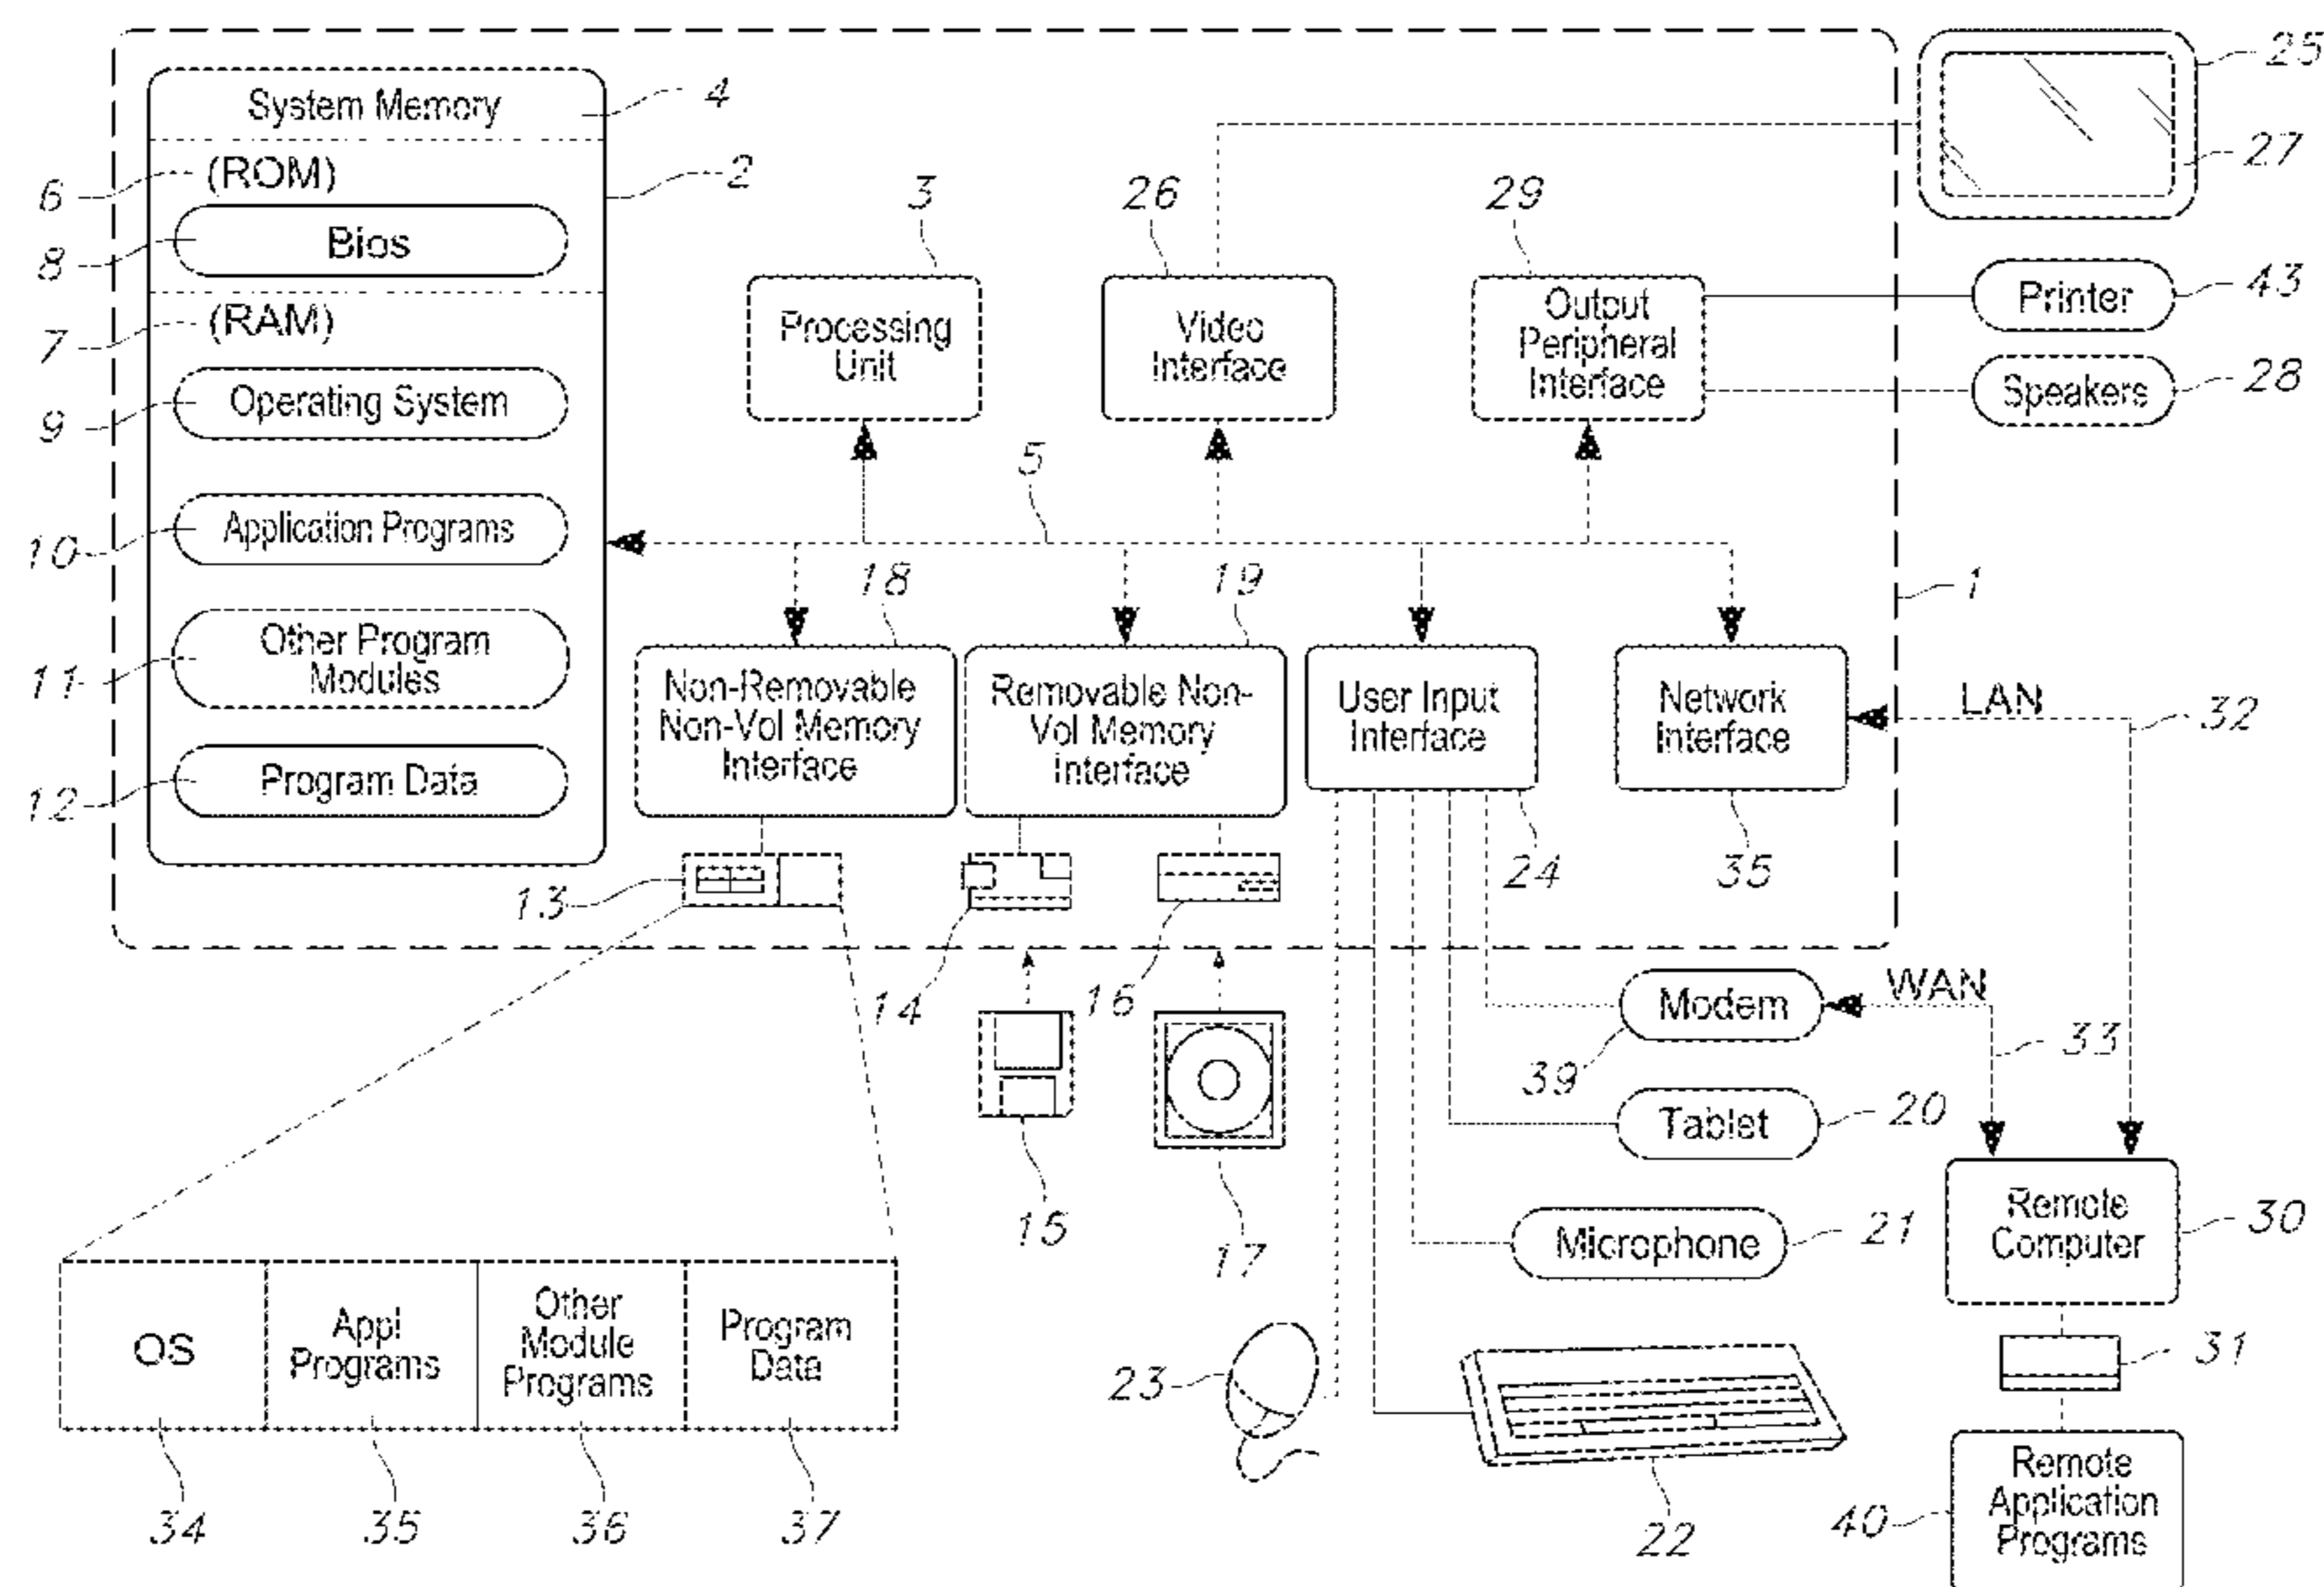 System Memory
4
(ROM)
2
6
Bios
8
(RAM)
7
Operating System
9
Application Programs
10
Other Program
Modules
11
Program Data
12
3
Processing
Unit
26
Video
Interface
29
Output
Peripheral
Interface
25
27
Printer
43
Speakers
28
5
1
18
Non-Removable
Non-Vol Memory
Interface
19
Removable Non-
Vol Memory
Interface
User Input
Interface
24
Network
Interface
35
LAN
32
13
14
16
15
17
Modem
39
WAN
33
Tablet
20
Microphone
21
Remote
Computer
30
31
Remote
Application
Programs
40
23
22
OS
Appl
Programs
Other
Module
Programs
Program
Data
34
35
36
37